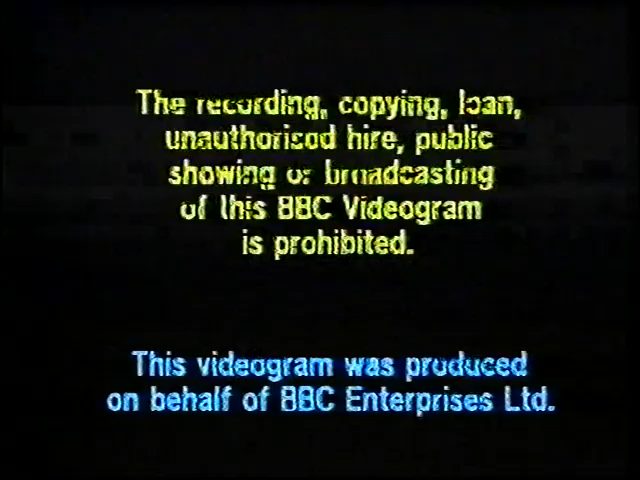 The recording, copying, loan,
unauthorised hire, public
showing or broadcasting
of this BBC Videogram
is prohibited.
This videogram was produced
on behalf of BBC Enterprises Ltd.